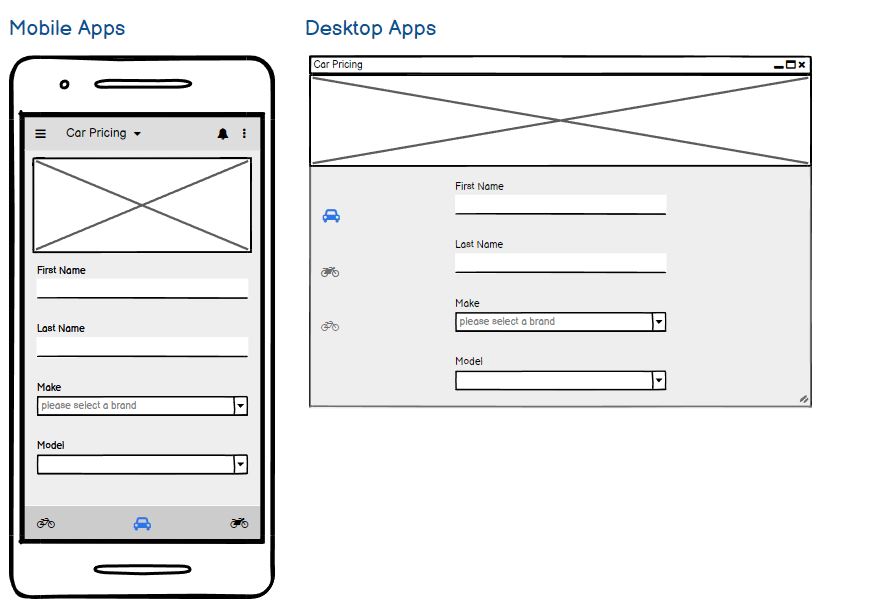 Mobile Apps
Car Pricing
First Name
Last Name
Make
please select a brand
Model
Desktop Apps
Car Pricing
First Name
Last Name
Make
please select a brand
Model